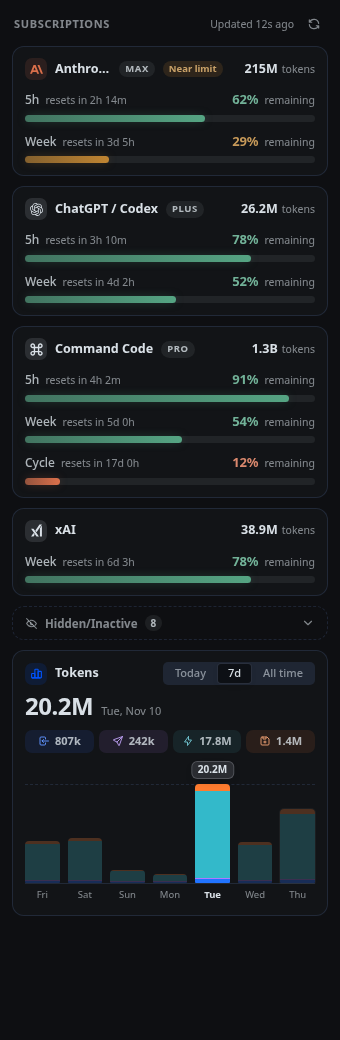 SUBSCRIPTIONS Updated 12s ago
Anthro... MAX Near limit 215M tokens
5h resets in 2h 14m 62% remaining
Week resets in 3d 5h 29% remaining
ChatGPT / Codex PLUS 26.2M tokens
5h resets in 3h 10m 78% remaining
Week resets in 4d 2h 52% remaining
Command Code PRO 1.3B tokens
5h resets in 4h 2m 91% remaining
Week resets in 5d 0h 54% remaining
Cycle resets in 17d 0h 12% remaining
xAI 38.9M tokens
Week resets in 6d 3h 78% remaining
Hidden/Inactive 8
Tokens Today 7d All time
20.2M Tue, Nov 10
807k 242k 17.8M 1.4M
20.2M
Fri Sat Sun Mon Tue Wed Thu